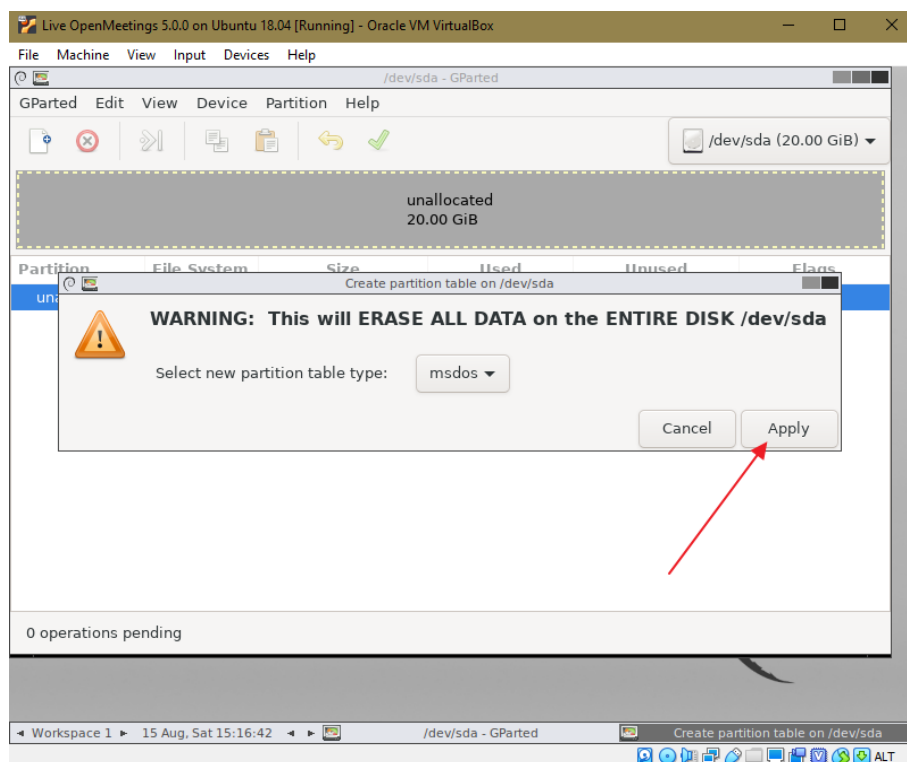 Live OpenMeetings 5.0.0 on Ubuntu 18.04 [Running] - Oracle VM VirtualBox
File Machine View Input Devices Help
/dev/sda - GParted
GParted Edit View Device Partition Help
/dev/sda (20.00 GiB)
unallocated
20.00 GiB
Partition File System Size Used Unused Flags
una
Create partition table on /dev/sda
WARNING: This will ERASE ALL DATA on the ENTIRE DISK /dev/sda
Select new partition table type: msdos
Cancel Apply
0 operations pending
Workspace 1 15 Aug, Sat 15:16:42 /dev/sda - GParted Create partition table on /dev/sda
ALT